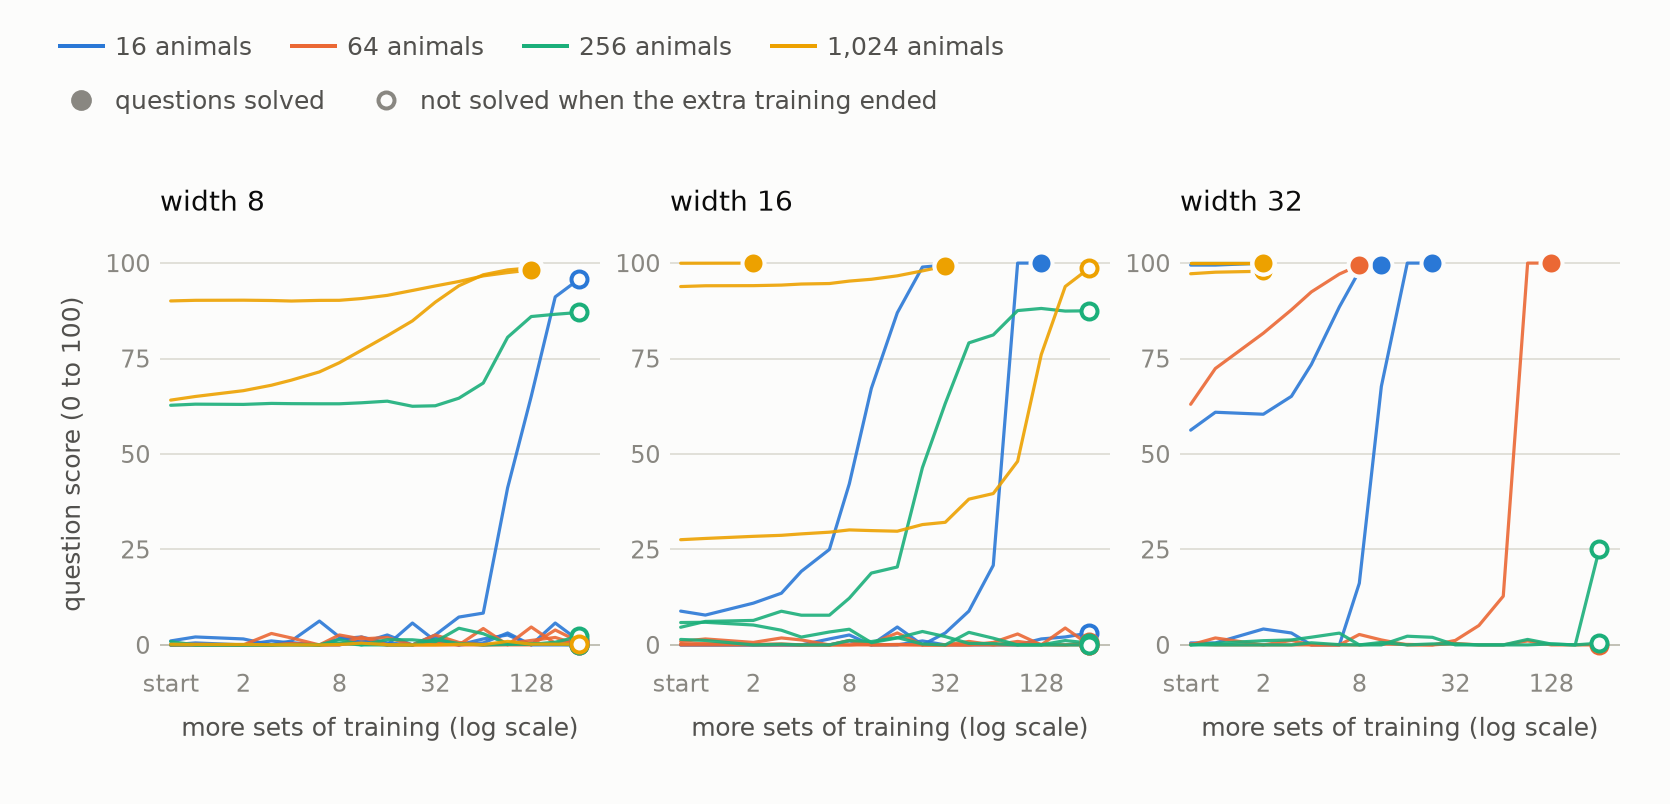 16 animals 64 animals 256 animals 1,024 animals
questions solved not solved when the extra training ended
width 8 width 16 width 32
question score (0 to 100)
100 100 100
75 75 75
50 50 50
25 25 25
0 0 0
start 2 8 32 128 start 2 8 32 128 start 2 8 32 128
more sets of training (log scale) more sets of training (log scale) more sets of training (log scale)